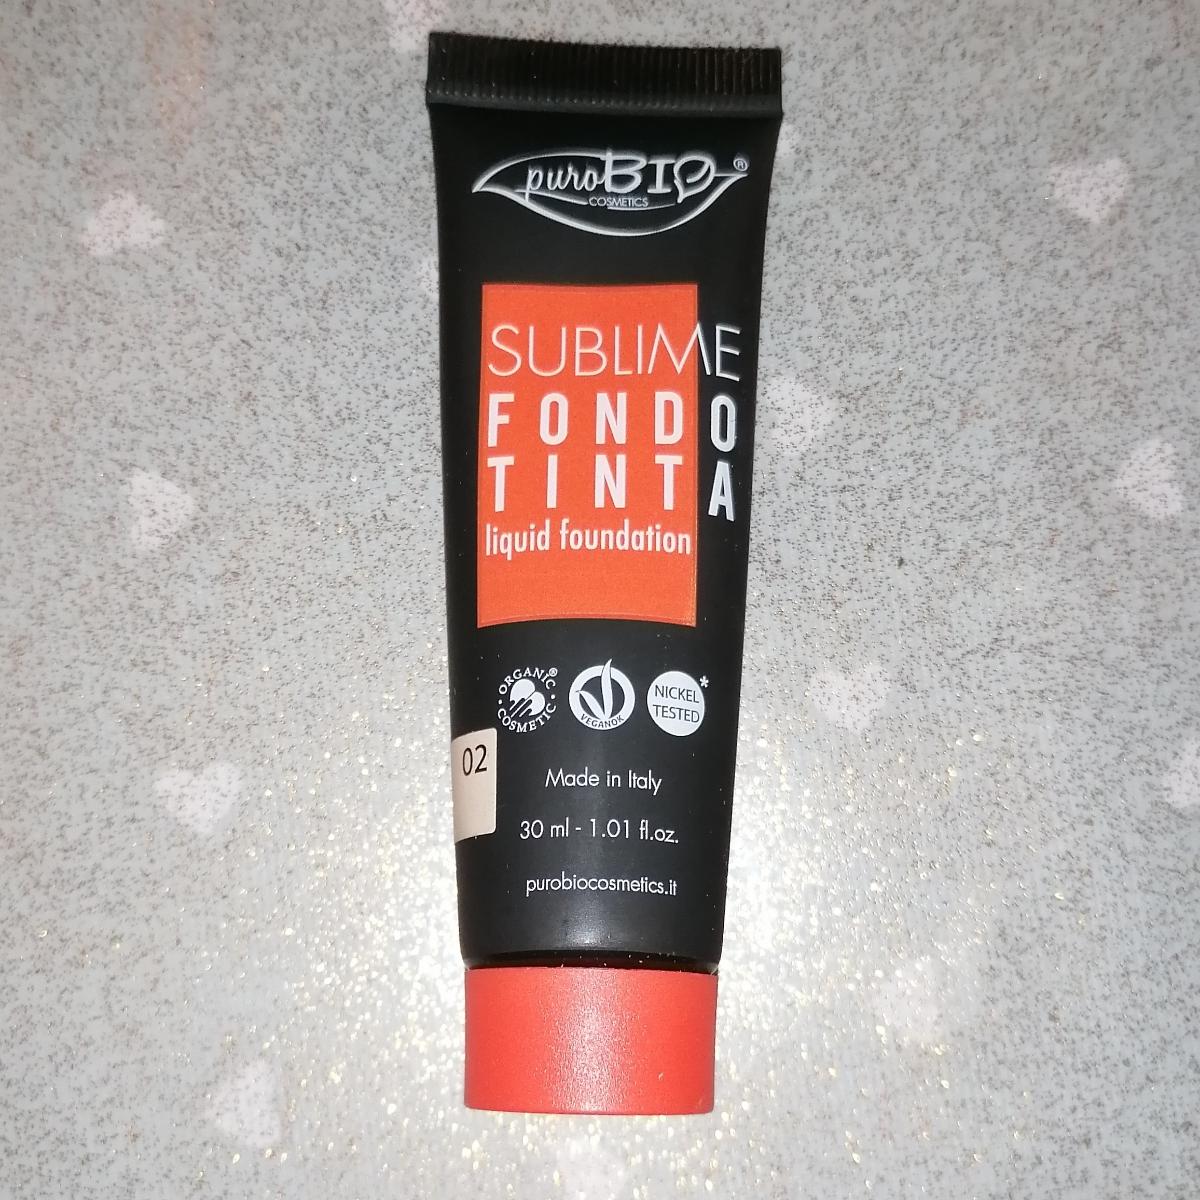 puroBIO®
COSMETICS
SUBLIME
FONDO
TINTA
liquid foundation
ORGANIC®
COSMETIC
VEGANOK
NICKEL
TESTED*
02
Made in Italy
30 ml - 1.01 fl.oz.
purobiocosmetics.it